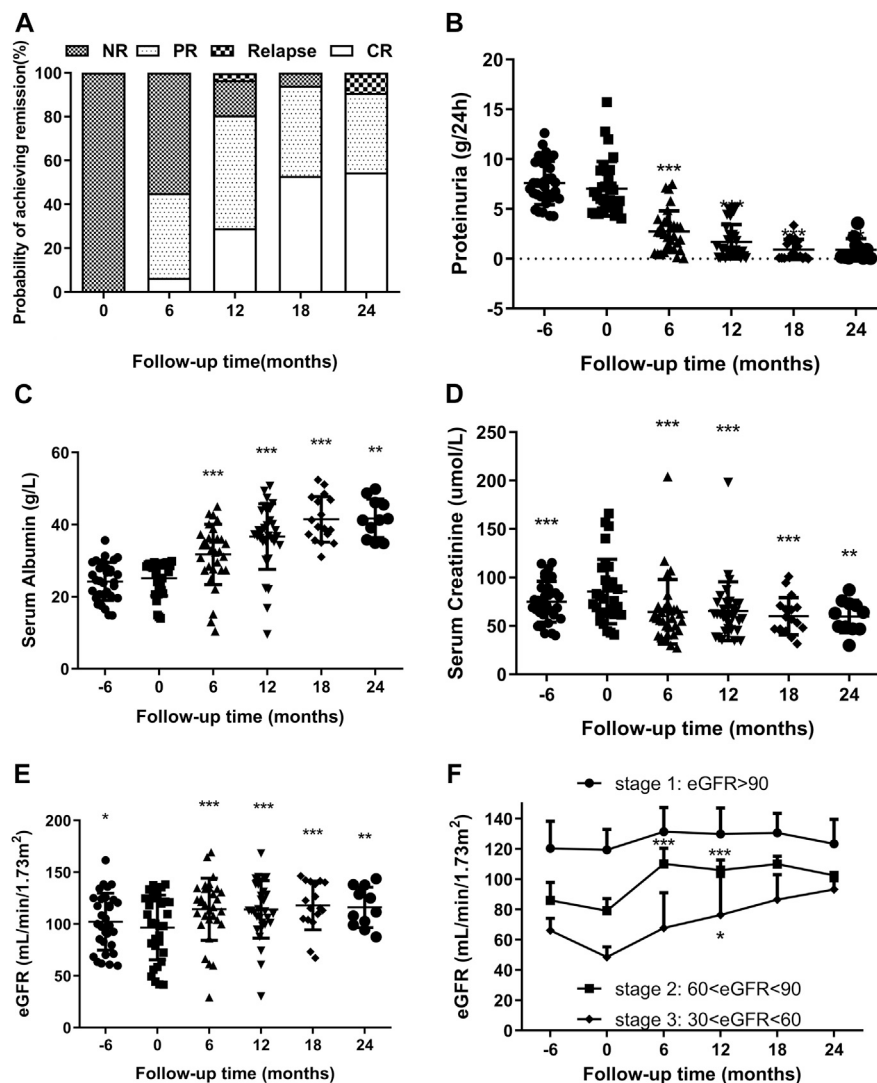 A
NR PR Relapse CR
Probability of achieving remission(%)
100
80
60
40
20
0
0 6 12 18 24
Follow-up time(months)
B
Proteinuria (g/24h)
20
15
10
5
0
-5
***
***
***
-6 0 6 12 18 24
Follow-up time (months)
C
Serum Albumin (g/L)
60
40
20
0
*** *** *** **
-6 0 6 12 18 24
Follow-up time (months)
D
Serum Creatinine (umol/L)
250
200
150
100
50
0
*** *** *** *** **
-6 0 6 12 18 24
Follow-up time (months)
E
eGFR (mL/min/1.73m²)
200
150
100
50
0
* *** *** *** **
-6 0 6 12 18 24
Follow-up time (months)
F
stage 1: eGFR>90
eGFR (mL/min/1.73m²)
140
120
100
80
60
40
20
0
*** ***
*
stage 2: 60<eGFR<90
stage 3: 30<eGFR<60
-6 0 6 12 18 24
Follow-up time (months)